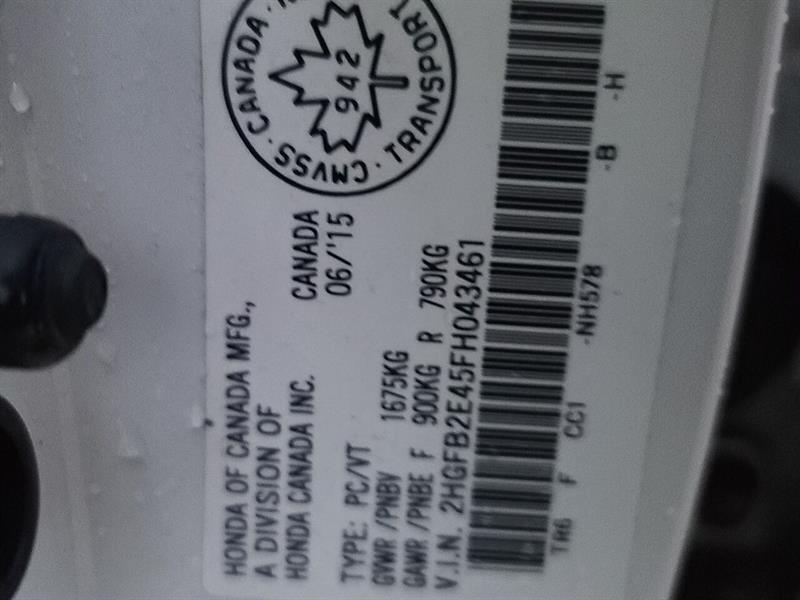 HONDA OF CANADA MFG.,
A DIVISION OF
HONDA CANADA INC.
CANADA
06/'15
CMVSS · CANADA ·
TRANSPORT
942
TYPE: PC/VT
GVWR /PNBV 1675KG
GAWR /PNBE F 900KG R 790KG
V.I.N. 2HGFB2E45FH043461
TR6 F CC1 -NH578 -B -H